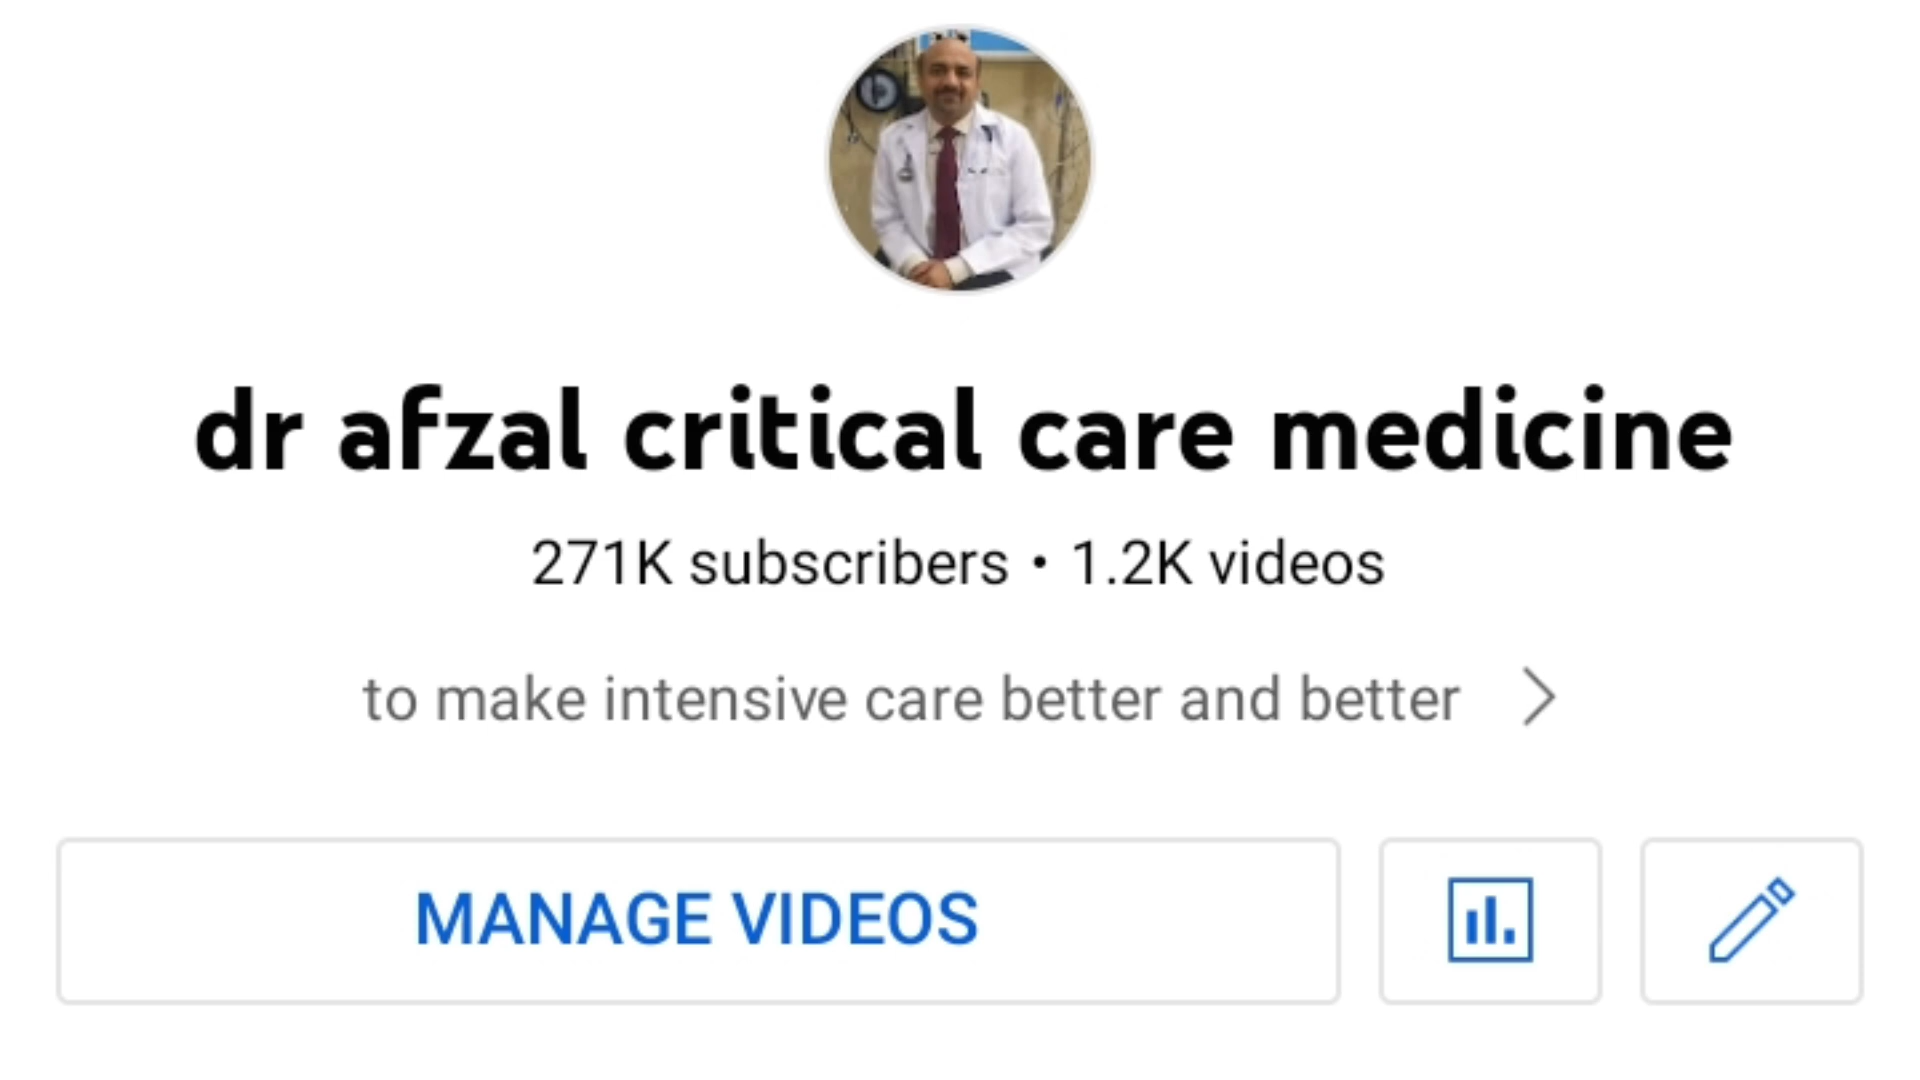 dr afzal critical care medicine
271K subscribers • 1.2K videos
to make intensive care better and better
MANAGE VIDEOS